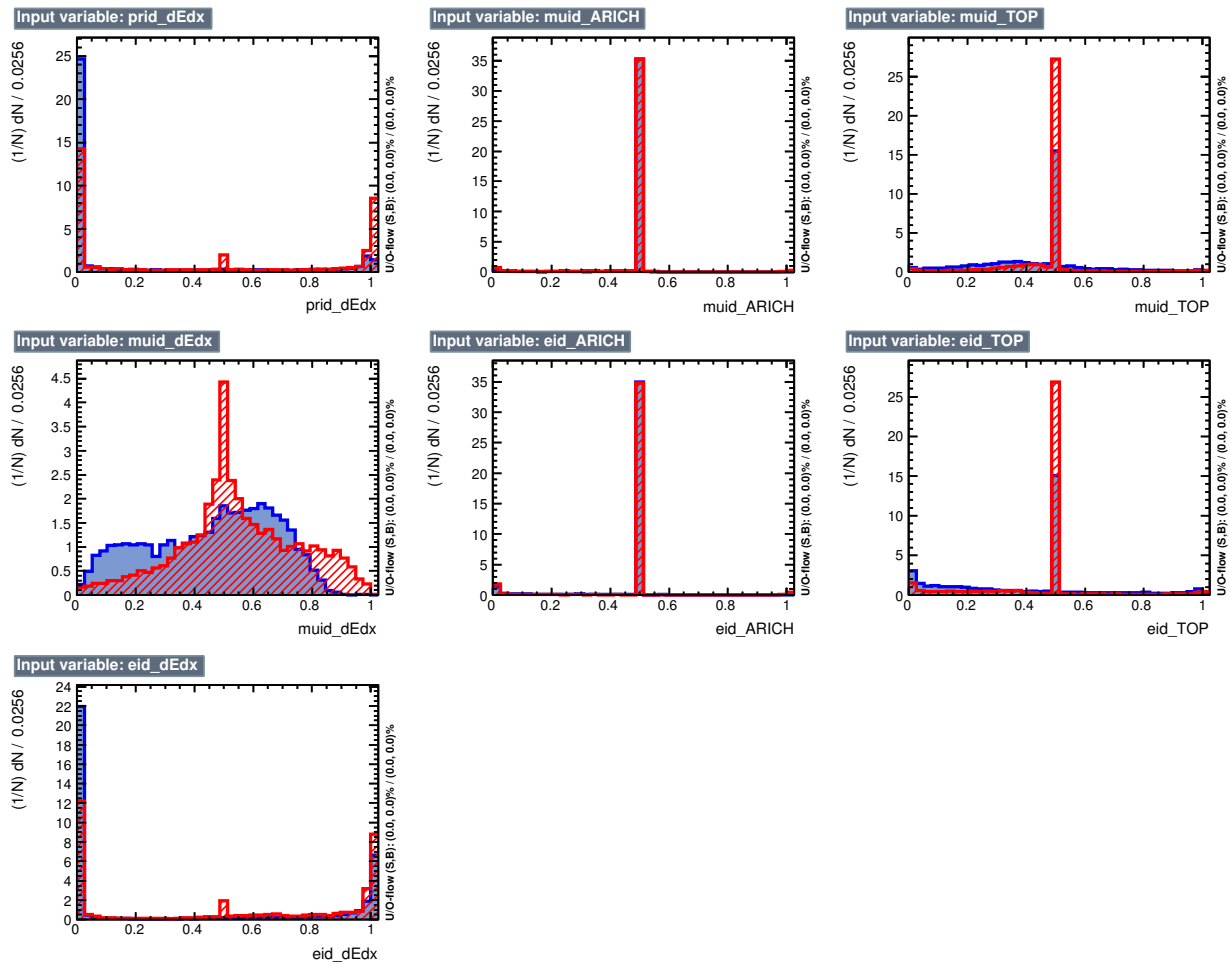 Input variable: prid_dEdx
(1/N) dN / 0.0256
25
20
15
10
5
0
0 0.2 0.4 0.6 0.8 1
prid_dEdx
U/O-flow (S,B): (0.0, 0.0)% / (0.0, 0.0)%
Input variable: muid_ARICH
(1/N) dN / 0.0256
35
30
25
20
15
10
5
0
0 0.2 0.4 0.6 0.8 1
muid_ARICH
U/O-flow (S,B): (0.0, 0.0)% / (0.0, 0.0)%
Input variable: muid_TOP
(1/N) dN / 0.0256
25
20
15
10
5
0
0 0.2 0.4 0.6 0.8 1
muid_TOP
U/O-flow (S,B): (0.0, 0.0)% / (0.0, 0.0)%
Input variable: muid_dEdx
(1/N) dN / 0.0256
4.5
4
3.5
3
2.5
2
1.5
1
0.5
0
0 0.2 0.4 0.6 0.8 1
muid_dEdx
U/O-flow (S,B): (0.0, 0.0)% / (0.0, 0.0)%
Input variable: eid_ARICH
(1/N) dN / 0.0256
35
30
25
20
15
10
5
0
0 0.2 0.4 0.6 0.8 1
eid_ARICH
U/O-flow (S,B): (0.0, 0.0)% / (0.0, 0.0)%
Input variable: eid_TOP
(1/N) dN / 0.0256
25
20
15
10
5
0
0 0.2 0.4 0.6 0.8 1
eid_TOP
U/O-flow (S,B): (0.0, 0.0)% / (0.0, 0.0)%
Input variable: eid_dEdx
(1/N) dN / 0.0256
24
22
20
18
16
14
12
10
8
6
4
2
0
0 0.2 0.4 0.6 0.8 1
eid_dEdx
U/O-flow (S,B): (0.0, 0.0)% / (0.0, 0.0)%